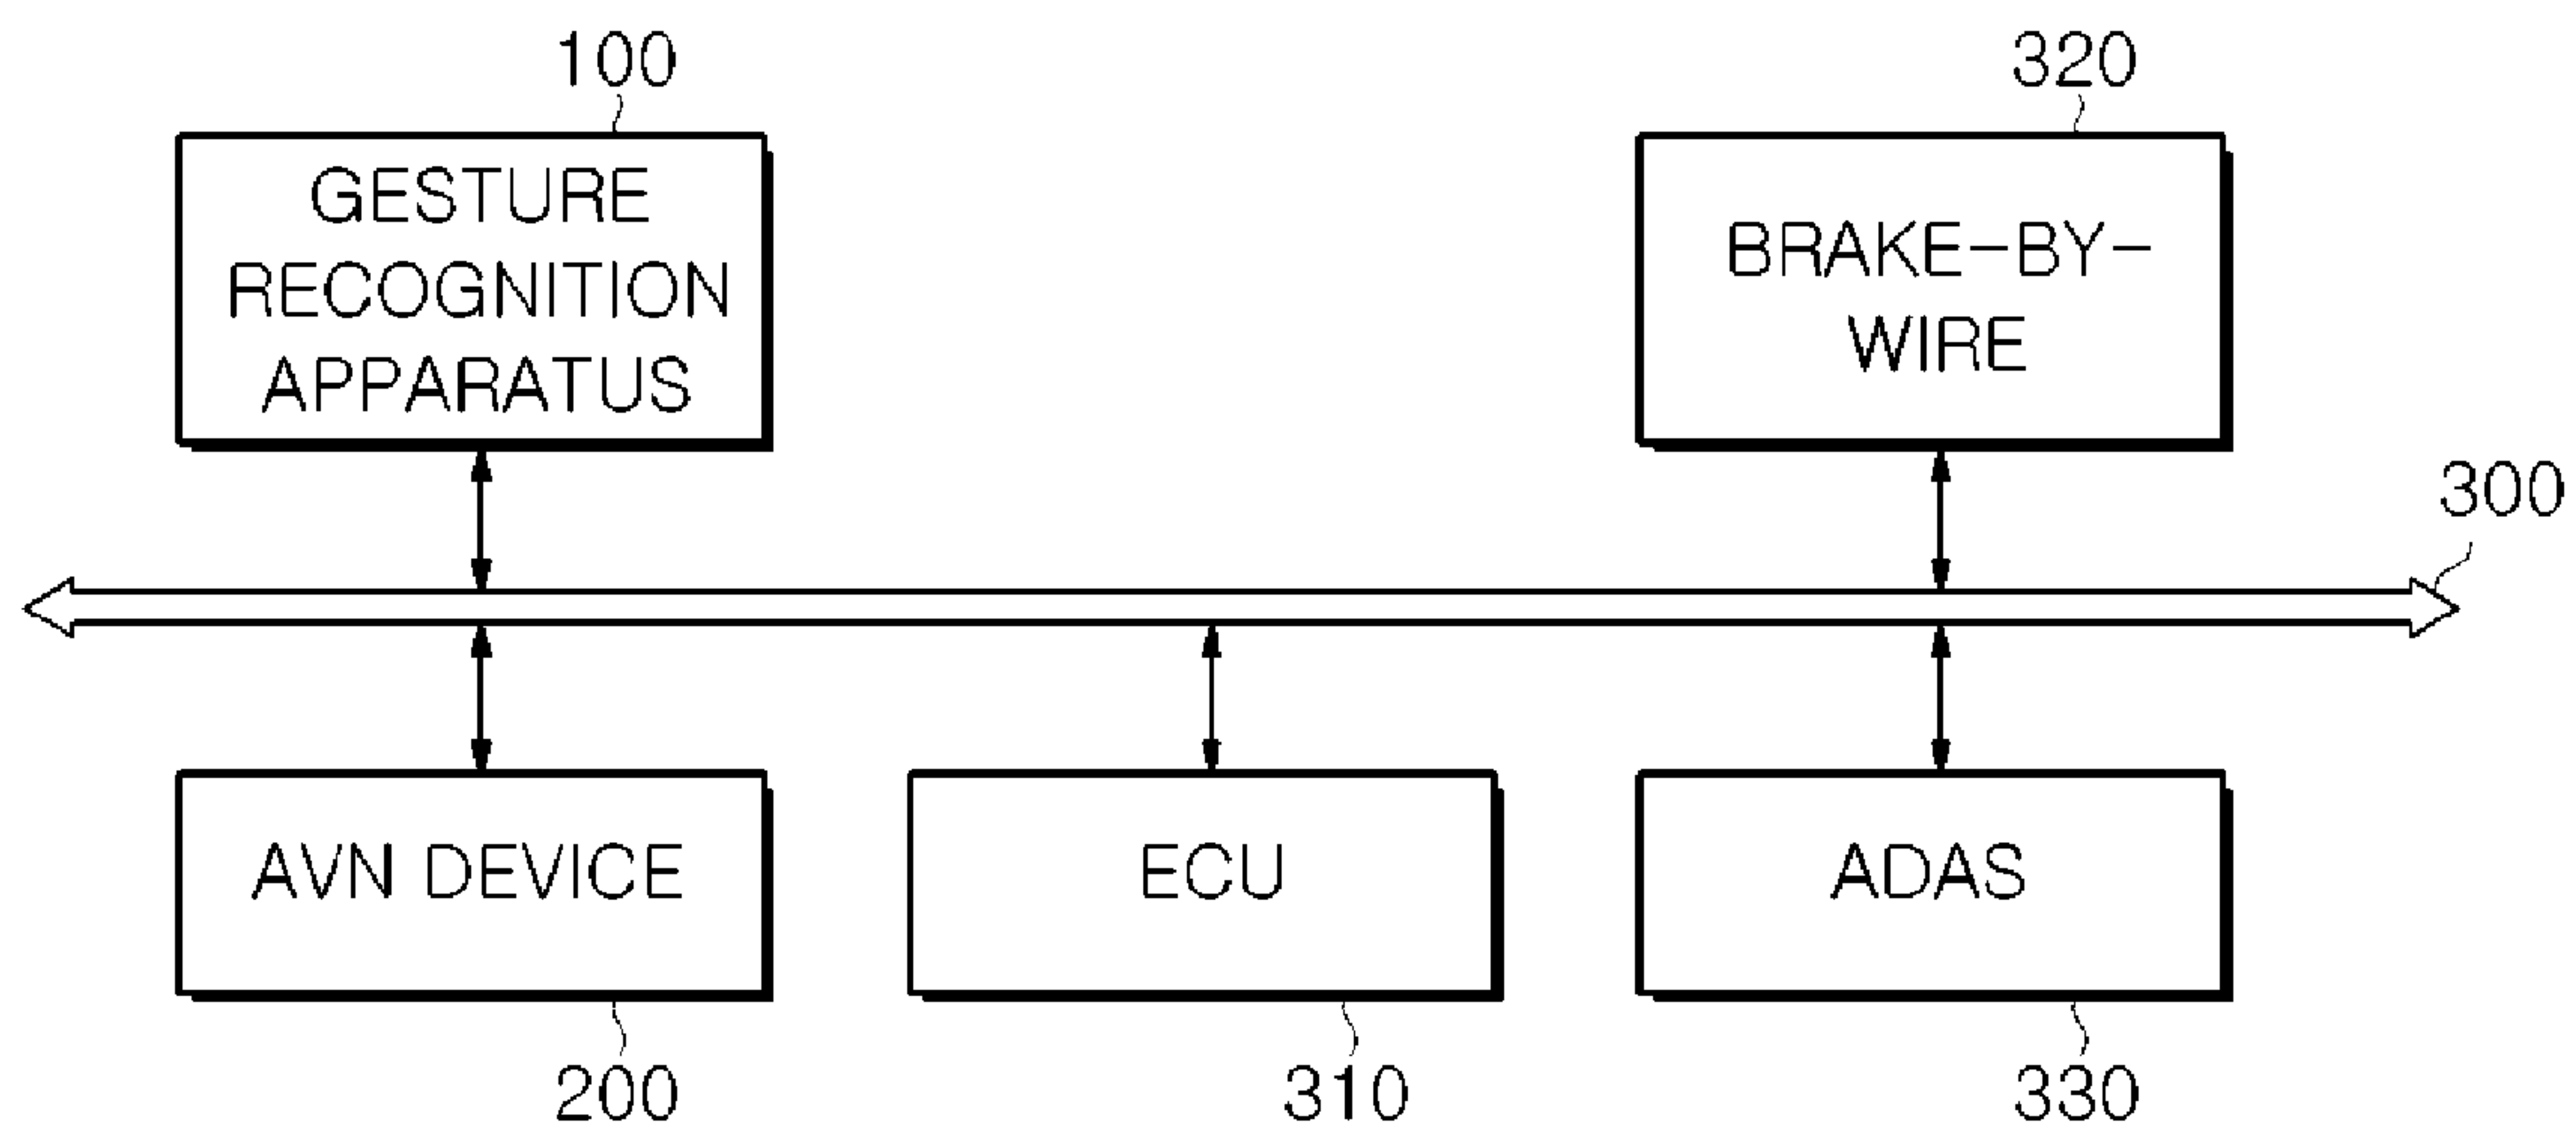 100
320
GESTURE
RECOGNITION
APPARATUS
BRAKE-BY-
WIRE
300
AVN DEVICE
ECU
ADAS
200
310
330